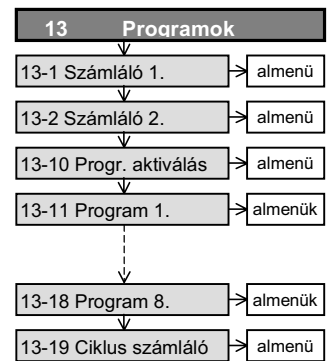 13 Programok
13-1 Számláló 1. almenü
13-2 Számláló 2. almenü
13-10 Progr. aktiválás almenü
13-11 Program 1. almenük
13-18 Program 8. almenük
13-19 Ciklus számláló almenü